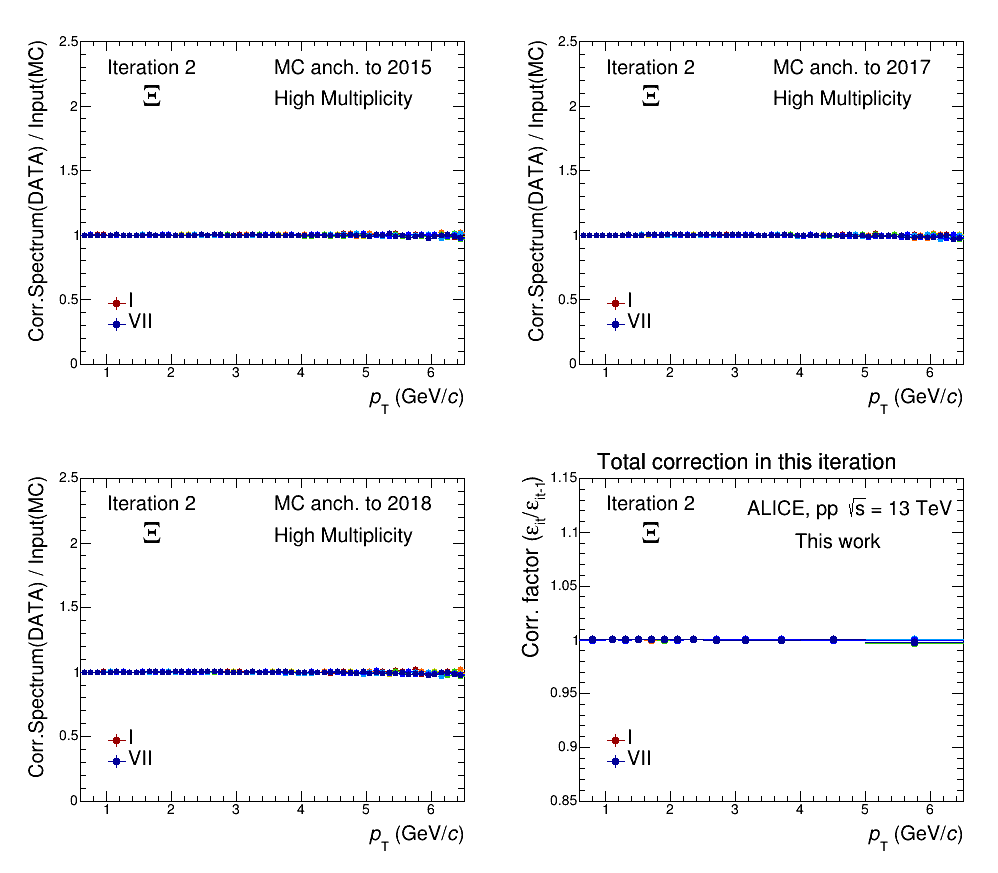 2.5
2
1.5
1
0.5
0
Corr.Spectrum(DATA) / Input(MC)
Iteration 2
MC anch. to 2015
Ξ
High Multiplicity
I
VII
1 2 3 4 5 6
p_T (GeV/c)
2.5
2
1.5
1
0.5
0
Corr.Spectrum(DATA) / Input(MC)
Iteration 2
MC anch. to 2017
Ξ
High Multiplicity
I
VII
1 2 3 4 5 6
p_T (GeV/c)
2.5
2
1.5
1
0.5
0
Corr.Spectrum(DATA) / Input(MC)
Iteration 2
MC anch. to 2018
Ξ
High Multiplicity
I
VII
1 2 3 4 5 6
p_T (GeV/c)
Total correction in this iteration
1.15
1.1
1.05
1
0.95
0.9
0.85
Corr. factor (ε_it/ε_it-1)
Iteration 2
ALICE, pp √s = 13 TeV
Ξ
This work
I
VII
1 2 3 4 5 6
p_T (GeV/c)